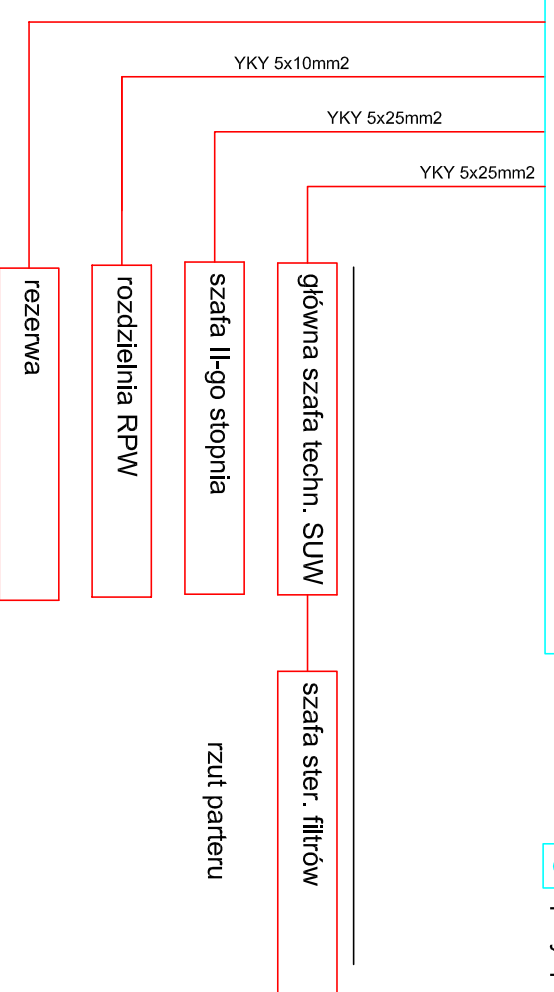 YKY 5x10mm2
YKY 5x25mm2
YKY 5x25mm2
rezerwa
rozdzielnia RPW
szafa II-go stopnia
główna szafa techn. SUW
szafa ster. filtrów
rzut parteru